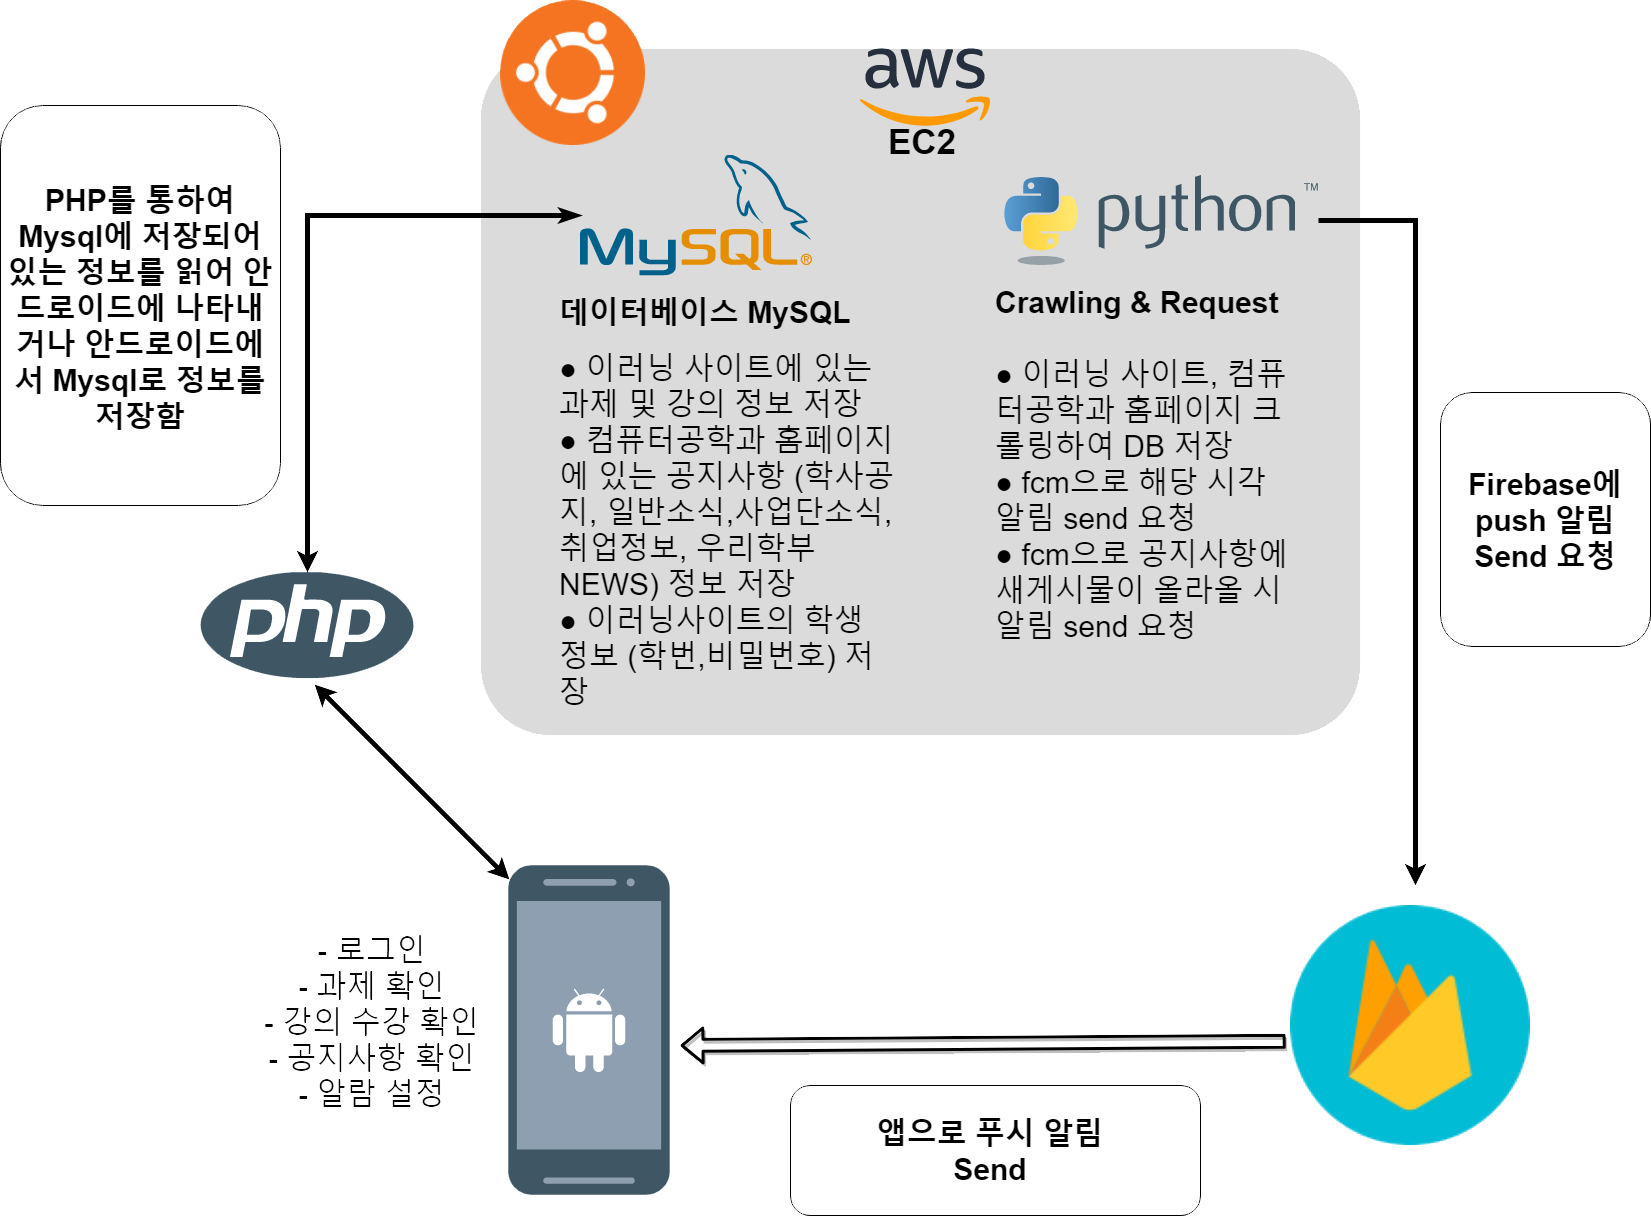 aws
EC2
PHP를 통하여
Mysql에 저장되어
있는 정보를 읽어 안
드로이드에 나타내
거나 안드로이드에
서 Mysql로 정보를
저장함
MySQL®
데이터베이스 MySQL
● 이러닝 사이트에 있는
과제 및 강의 정보 저장
● 컴퓨터공학과 홈페이지
에 있는 공지사항 (학사공
지, 일반소식,사업단소식,
취업정보, 우리학부
NEWS) 정보 저장
● 이러닝사이트의 학생
정보 (학번,비밀번호) 저
장
python™
Crawling & Request
● 이러닝 사이트, 컴퓨
터공학과 홈페이지 크
롤링하여 DB 저장
● fcm으로 해당 시각
알림 send 요청
● fcm으로 공지사항에
새게시물이 올라올 시
알림 send 요청
Firebase에
push 알림
Send 요청
php
- 로그인
- 과제 확인
- 강의 수강 확인
- 공지사항 확인
- 알람 설정
앱으로 푸시 알림
Send